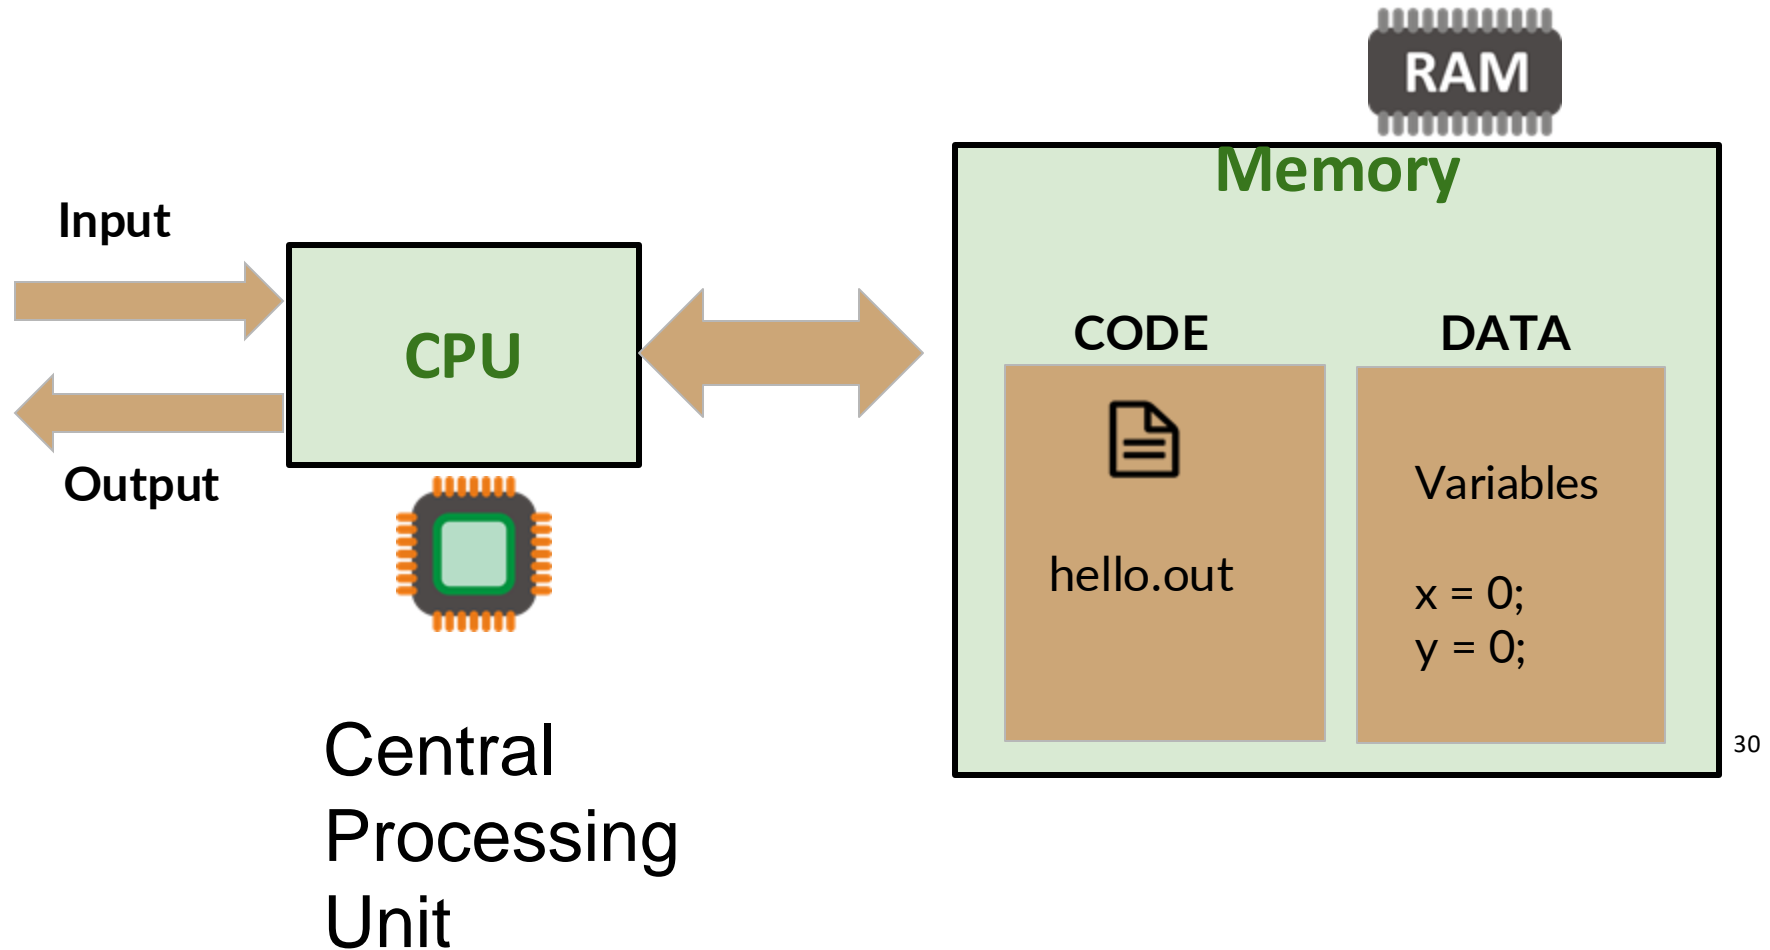 RAM
Memory
Input
CPU
Output
CODE
DATA
hello.out
Variables
x = 0;
y = 0;
Central
Processing
Unit
30